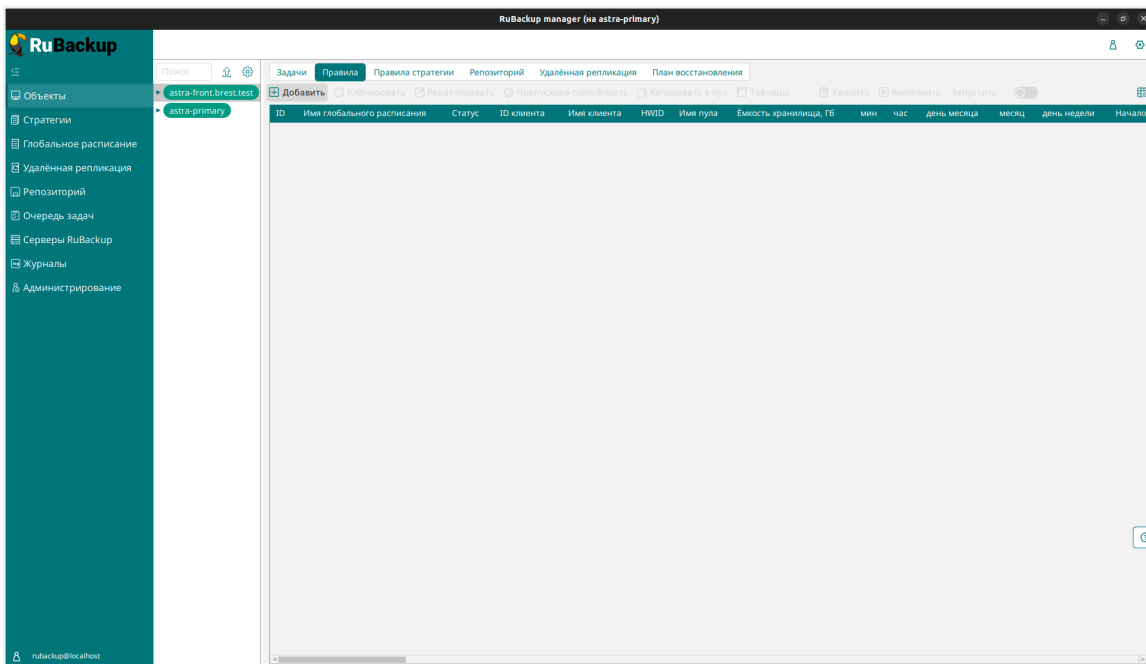 RuBackup manager (на astra-primary)
RuBackup
Поиск
Объекты
Стратегии
Глобальное расписание
Удалённая репликация
Репозиторий
Очередь задач
Серверы RuBackup
Журналы
Администрирование
rubackup@localhost
astra-front.brest.test
astra-primary
Задачи Правила Правила стратегии Репозиторий Удалённая репликация План восстановления
Добавить Клонировать Редактировать Пропускная способность Копировать в пул Таблицы Удалить Выполнить Запустить
ID Имя глобального расписания Статус ID клиента Имя клиента HWID Имя пула Ёмкость хранилища, Гб мин час день месяца месяц день недели Начало